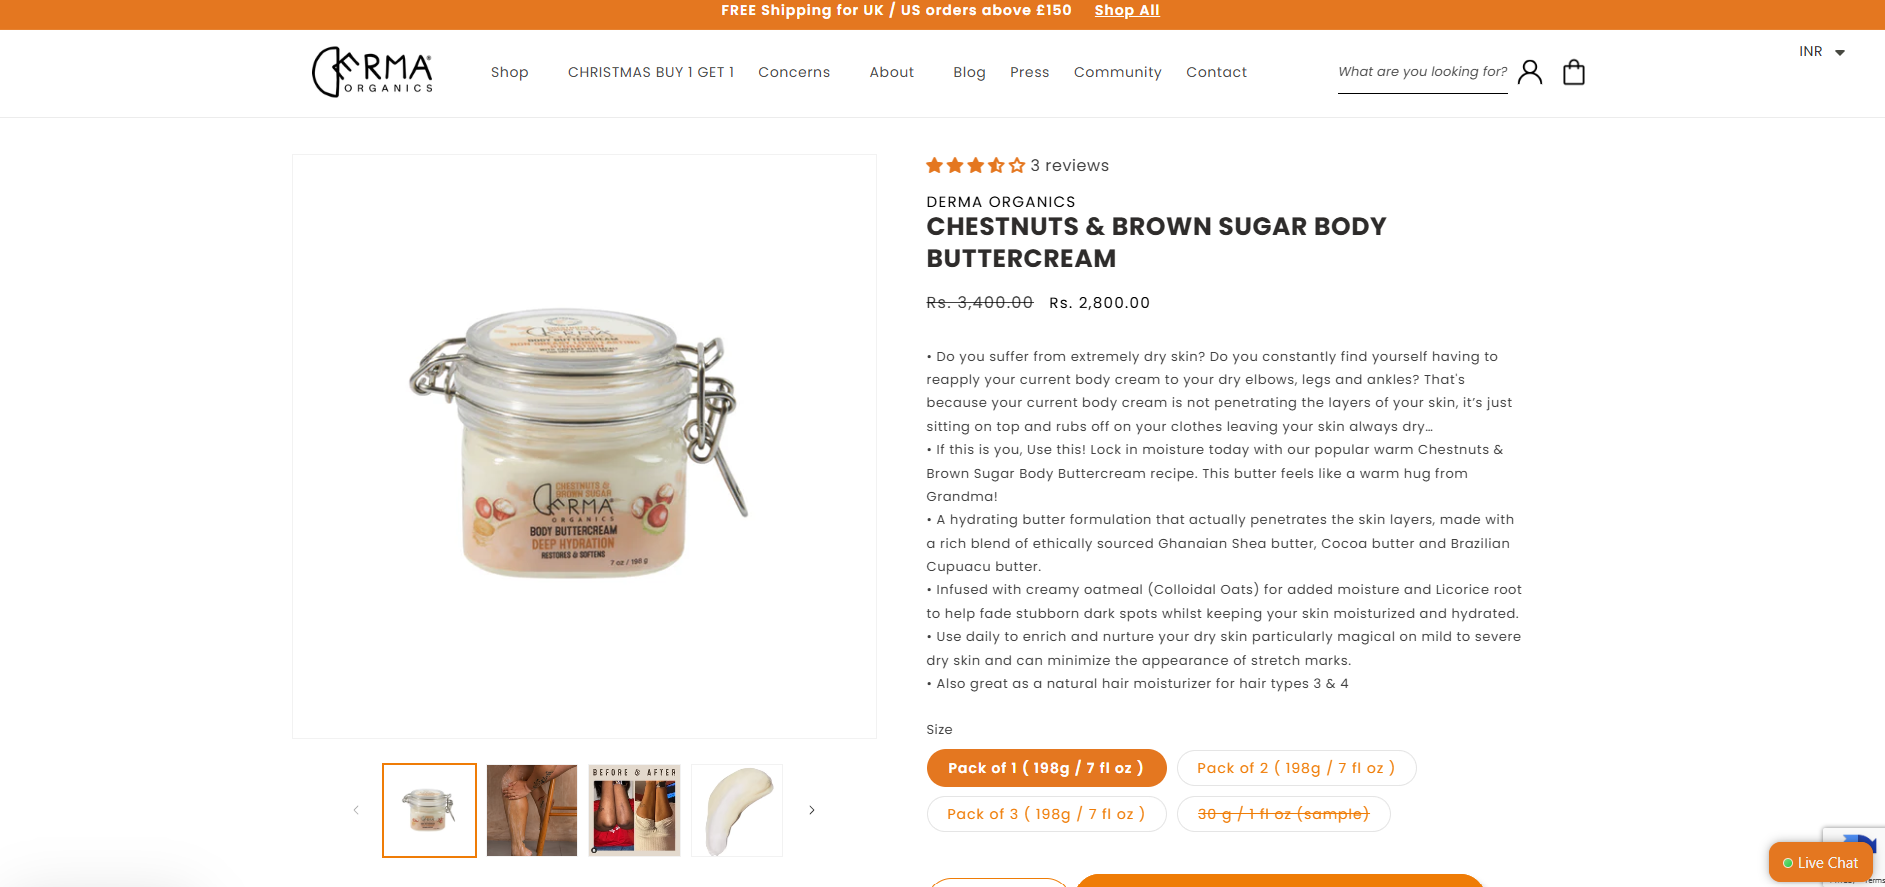 FREE Shipping for UK / US orders above £150 Shop All
INR
DERMA®
ORGANICS
Shop CHRISTMAS BUY 1 GET 1 Concerns About Blog Press Community Contact
What are you looking for?
3 reviews
DERMA ORGANICS
CHESTNUTS & BROWN SUGAR BODY
BUTTERCREAM
Rs. 3,400.00 Rs. 2,800.00
• Do you suffer from extremely dry skin? Do you constantly find yourself having to
reapply your current body cream to your dry elbows, legs and ankles? That's
because your current body cream is not penetrating the layers of your skin, it’s just
sitting on top and rubs off on your clothes leaving your skin always dry…
• If this is you, Use this! Lock in moisture today with our popular warm Chestnuts &
Brown Sugar Body Buttercream recipe. This butter feels like a warm hug from
Grandma!
• A hydrating butter formulation that actually penetrates the skin layers, made with
a rich blend of ethically sourced Ghanaian Shea butter, Cocoa butter and Brazilian
Cupuacu butter.
• Infused with creamy oatmeal (Colloidal Oats) for added moisture and Licorice root
to help fade stubborn dark spots whilst keeping your skin moisturized and hydrated.
• Use daily to enrich and nurture your dry skin particularly magical on mild to severe
dry skin and can minimize the appearance of stretch marks.
• Also great as a natural hair moisturizer for hair types 3 & 4
Size
Pack of 1 ( 198g / 7 fl oz )
Pack of 2 ( 198g / 7 fl oz )
Pack of 3 ( 198g / 7 fl oz )
30 g / 1 fl oz (sample)
DERMA
BODY BUTTERCREAM
CHESTNUTS &
BROWN SUGAR
DERMA
ORGANICS
BODY BUTTERCREAM
DEEP HYDRATION
RESTORES & SOFTENS
7 oz / 198 g
BEFORE & AFTER
Live Chat
Terms